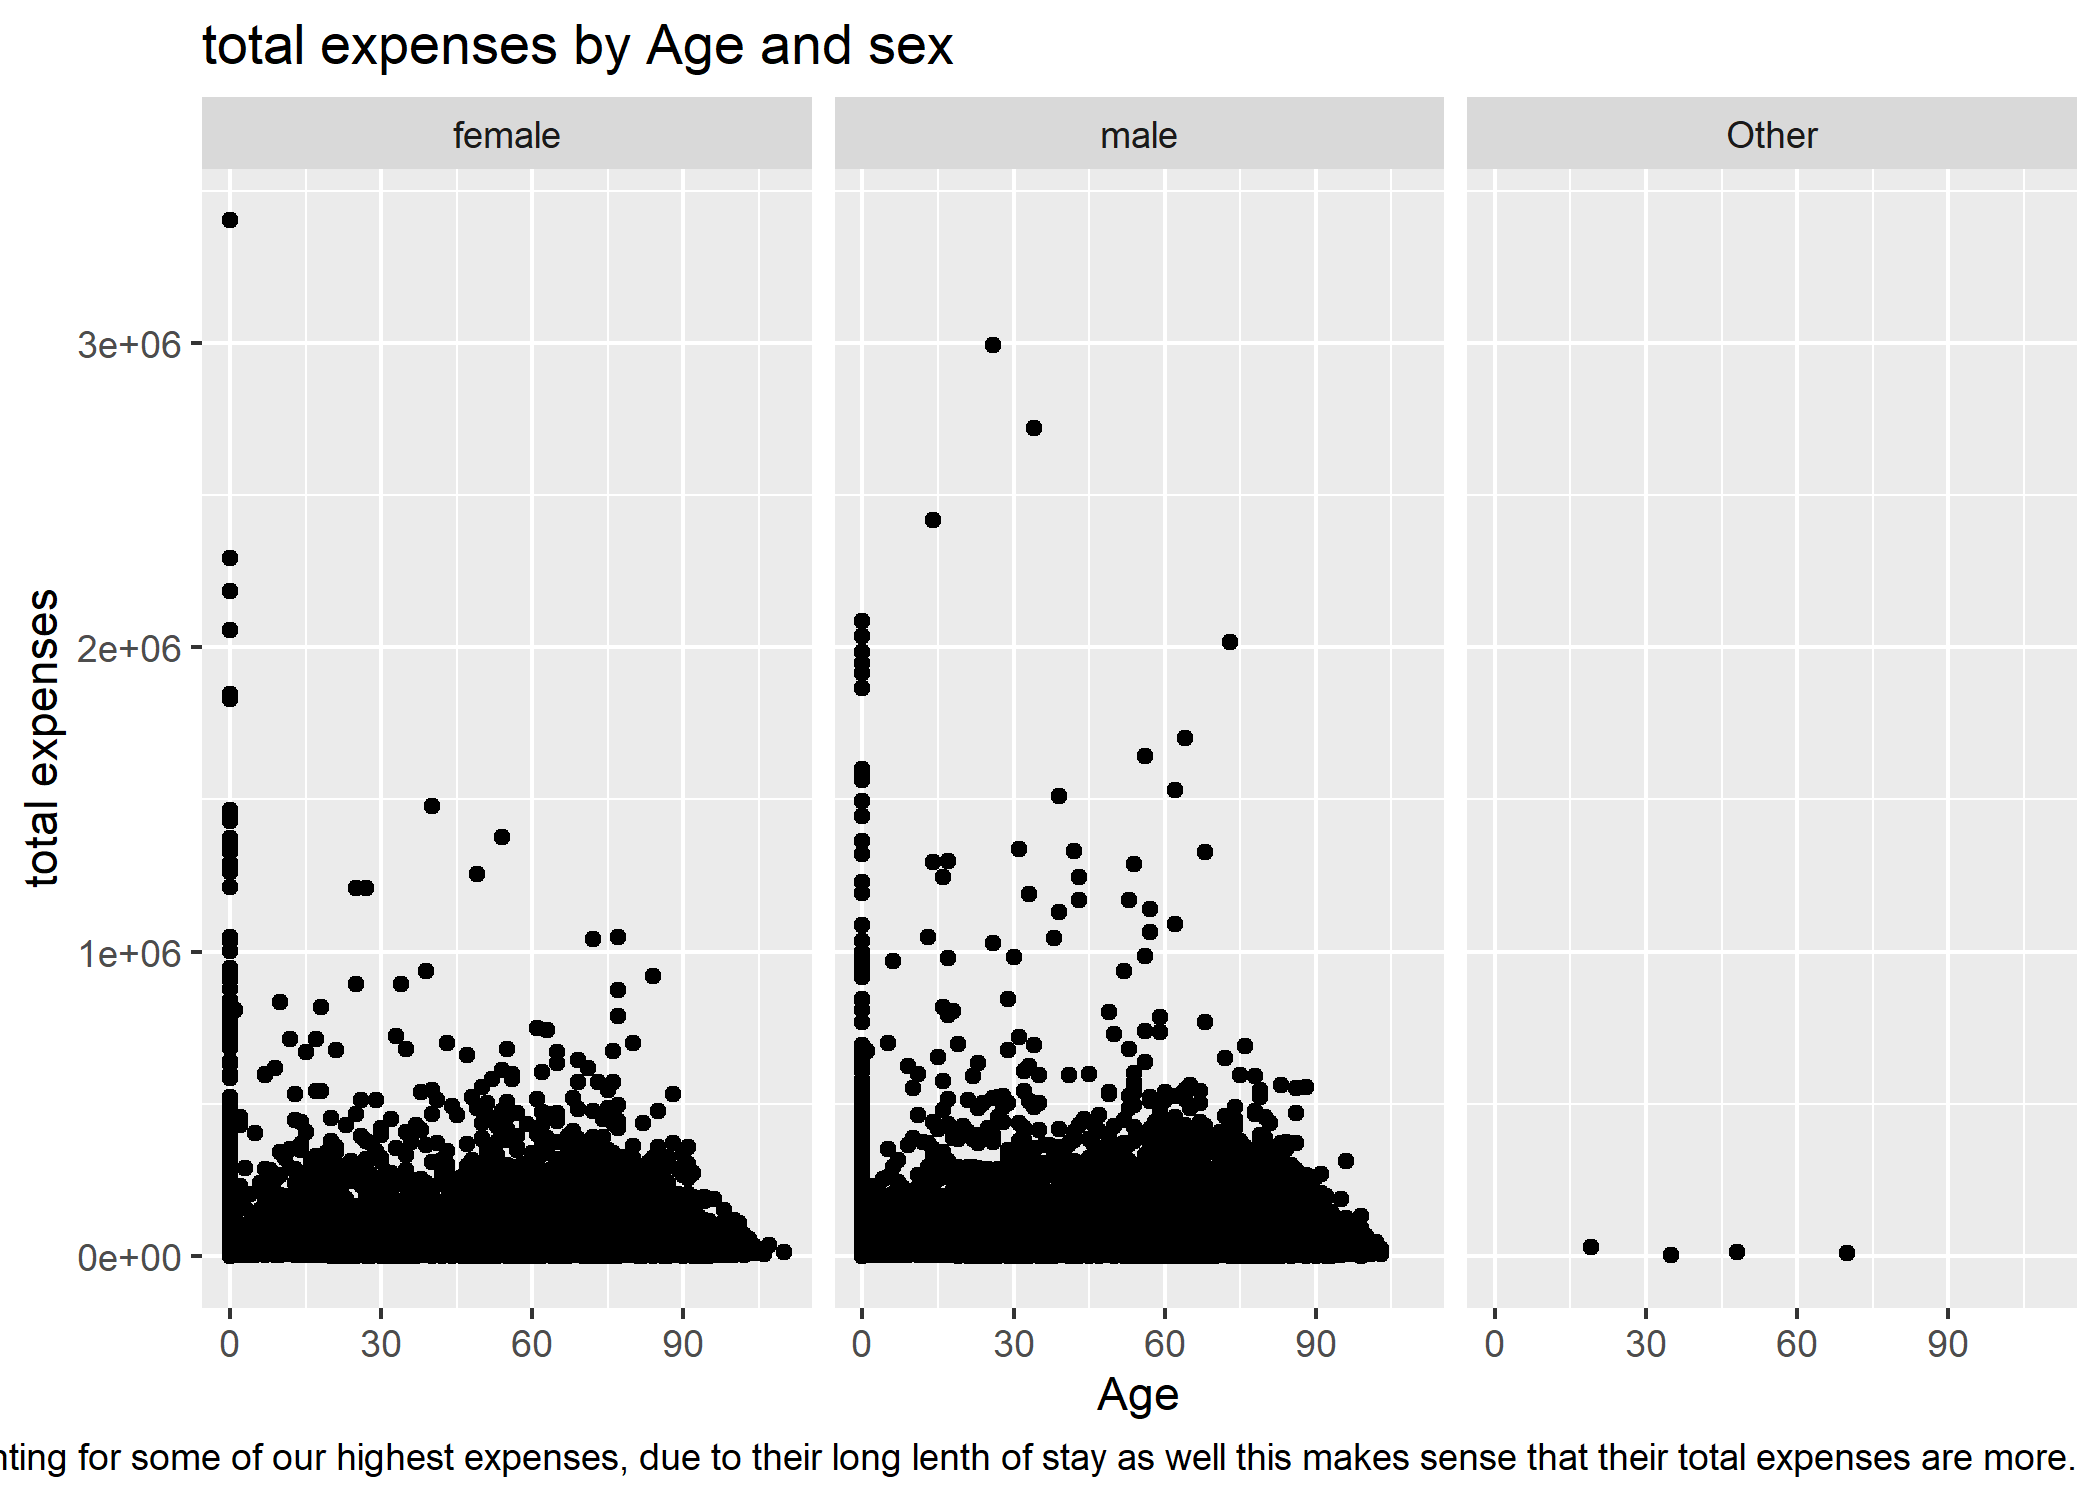 total expenses by Age and sex
female male Other
3e+06
2e+06
1e+06
0e+00
total expenses
0 30 60 90 0 30 60 90 0 30 60 90
Age
for some of our highest expenses, due to their long lenth of stay as well this makes sense that their total expenses are more.